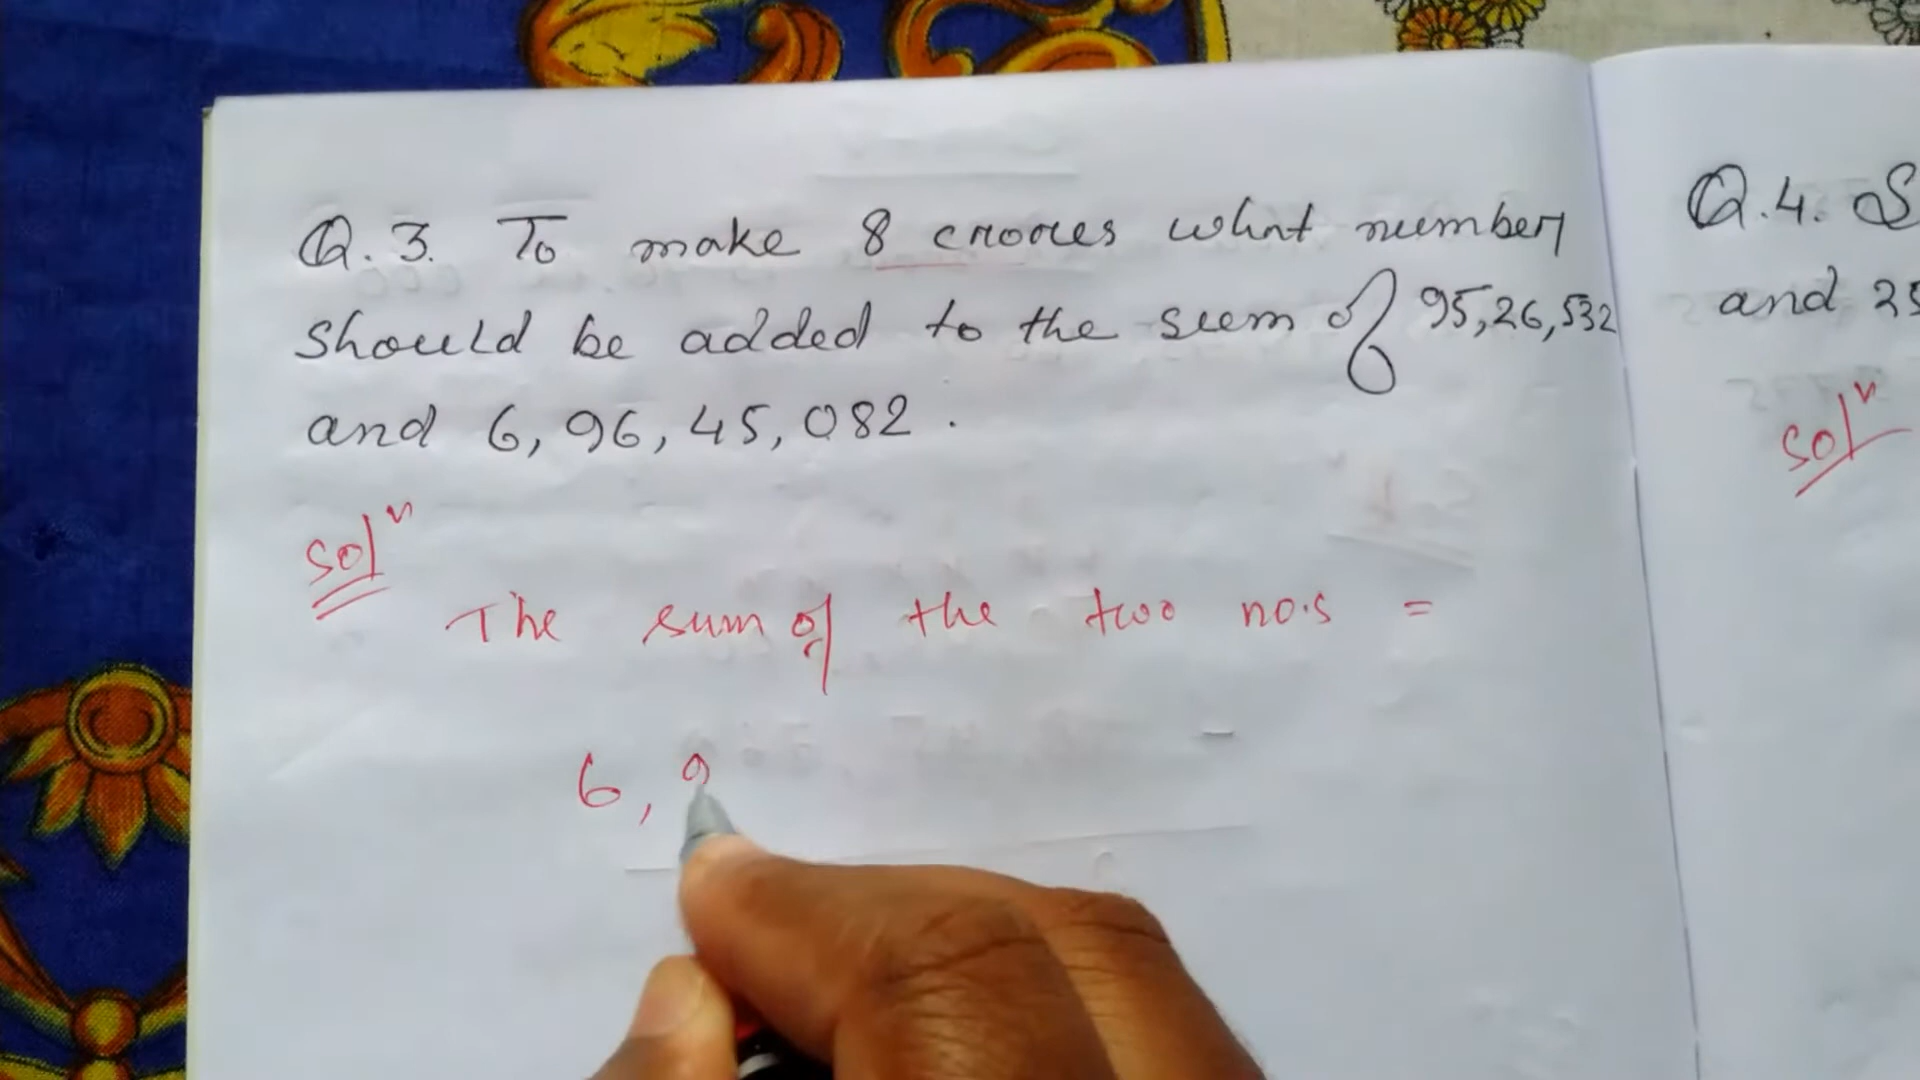 Q.3. To make 8 crores what number
should be added to the sum of 95,26,532
and 6,96,45,082.
Solⁿ
The sum of the two no.s =
6, 9
Q.4. S
and 25
Solⁿ